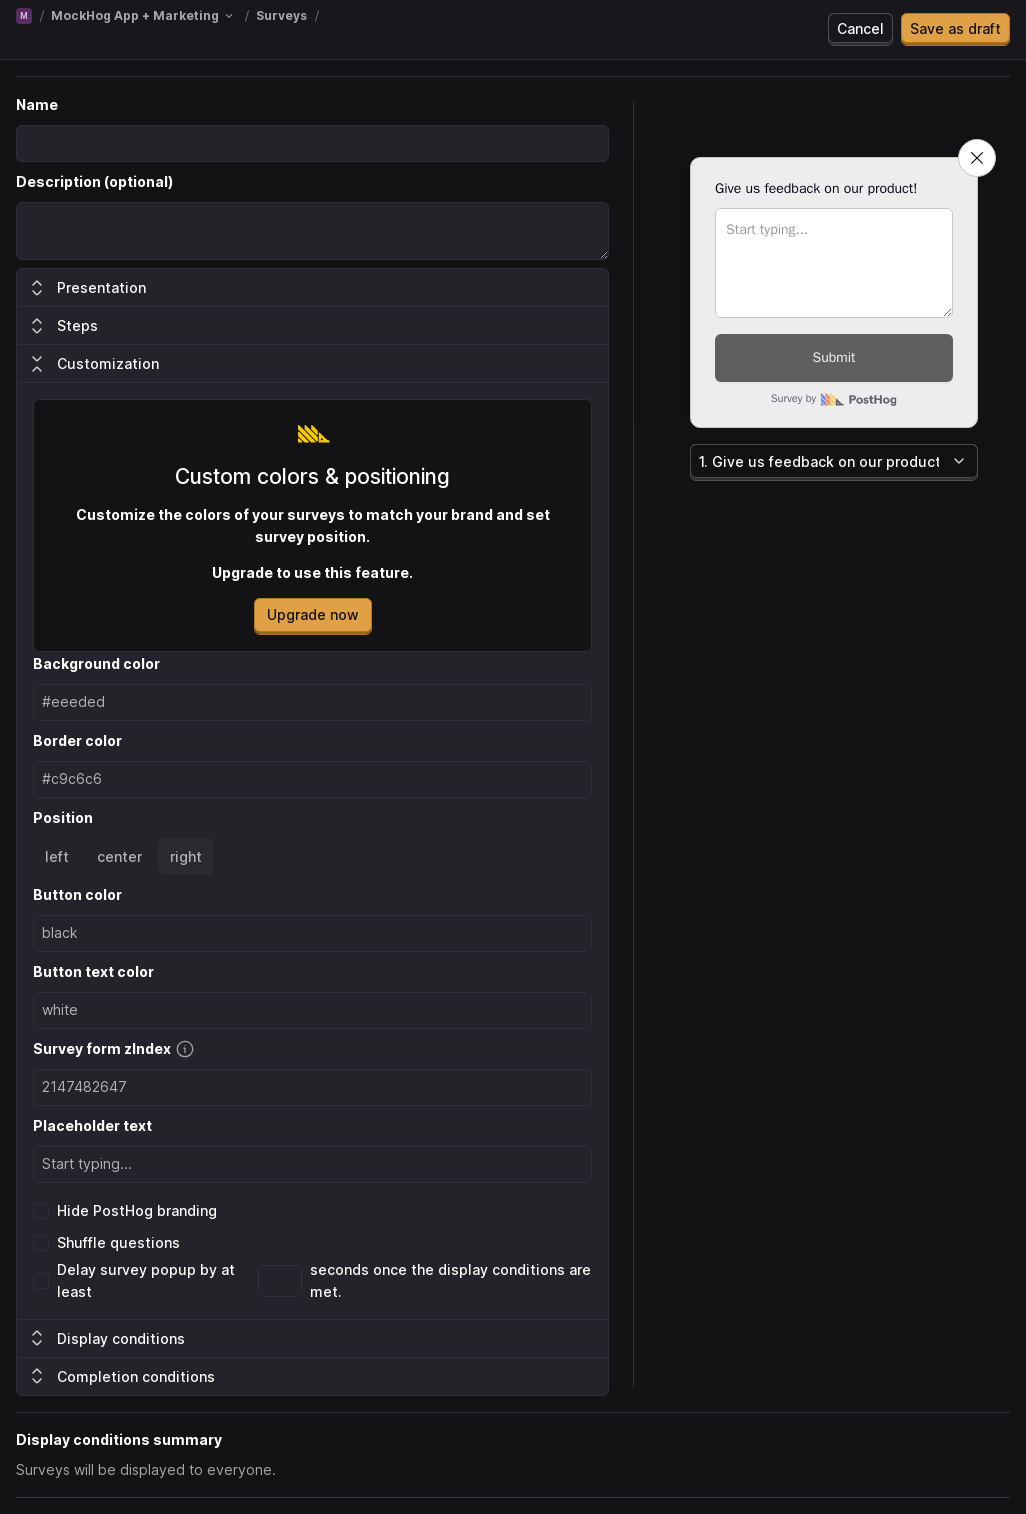 M / MockHog App + Marketing / Surveys /
Cancel
Save as draft
Name
Description (optional)
Presentation
Steps
Customization
Custom colors & positioning
Customize the colors of your surveys to match your brand and set
survey position.
Upgrade to use this feature.
Upgrade now
Background color
#eeeded
Border color
#c9c6c6
Position
left center right
Button color
black
Button text color
white
Survey form zIndex
2147482647
Placeholder text
Start typing...
Hide PostHog branding
Shuffle questions
Delay survey popup by at
least
seconds once the display conditions are
met.
Display conditions
Completion conditions
Give us feedback on our product!
Start typing...
Submit
Survey by PostHog
1. Give us feedback on our product
Display conditions summary
Surveys will be displayed to everyone.